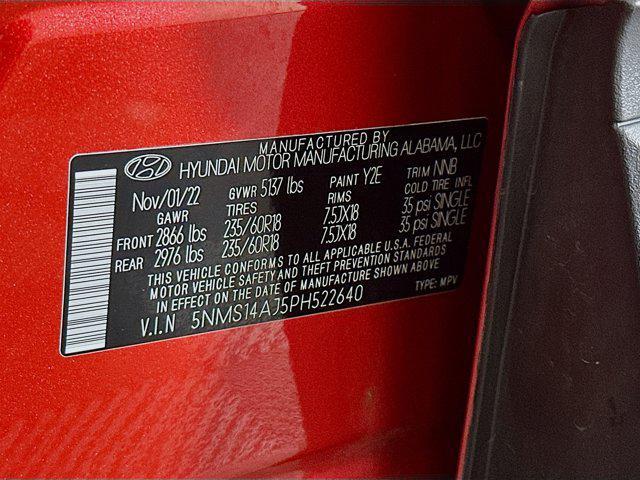 MANUFACTURED BY
HYUNDAI MOTOR MANUFACTURING ALABAMA, LLC
Nov/01/22 GVWR 5137 lbs PAINT Y2E TRIM NNB
GAWR TIRES RIMS COLD TIRE INFL
FRONT 2866 lbs 235/60R18 7.5JX18 35 psi SINGLE
REAR 2976 lbs 235/60R18 7.5JX18 35 psi SINGLE
THIS VEHICLE CONFORMS TO ALL APPLICABLE U.S.A. FEDERAL
MOTOR VEHICLE SAFETY AND THEFT PREVENTION STANDARDS
IN EFFECT ON THE DATE OF MANUFACTURE SHOWN ABOVE
V.I.N 5NMS14AJ5PH522640 TYPE: MPV